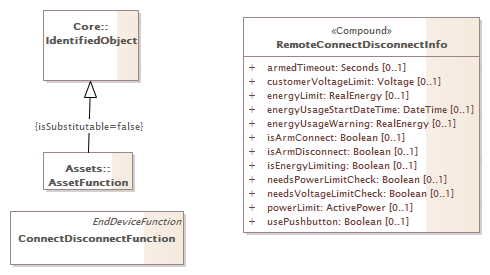 Core::
IdentifiedObject
{isSubstitutable=false}
Assets::
AssetFunction
EndDeviceFunction
ConnectDisconnectFunction
«Compound»
RemoteConnectDisconnectInfo
+ armedTimeout: Seconds [0..1]
+ customerVoltageLimit: Voltage [0..1]
+ energyLimit: RealEnergy [0..1]
+ energyUsageStartDateTime: DateTime [0..1]
+ energyUsageWarning: RealEnergy [0..1]
+ isArmConnect: Boolean [0..1]
+ isArmDisconnect: Boolean [0..1]
+ isEnergyLimiting: Boolean [0..1]
+ needsPowerLimitCheck: Boolean [0..1]
+ needsVoltageLimitCheck: Boolean [0..1]
+ powerLimit: ActivePower [0..1]
+ usePushbutton: Boolean [0..1]